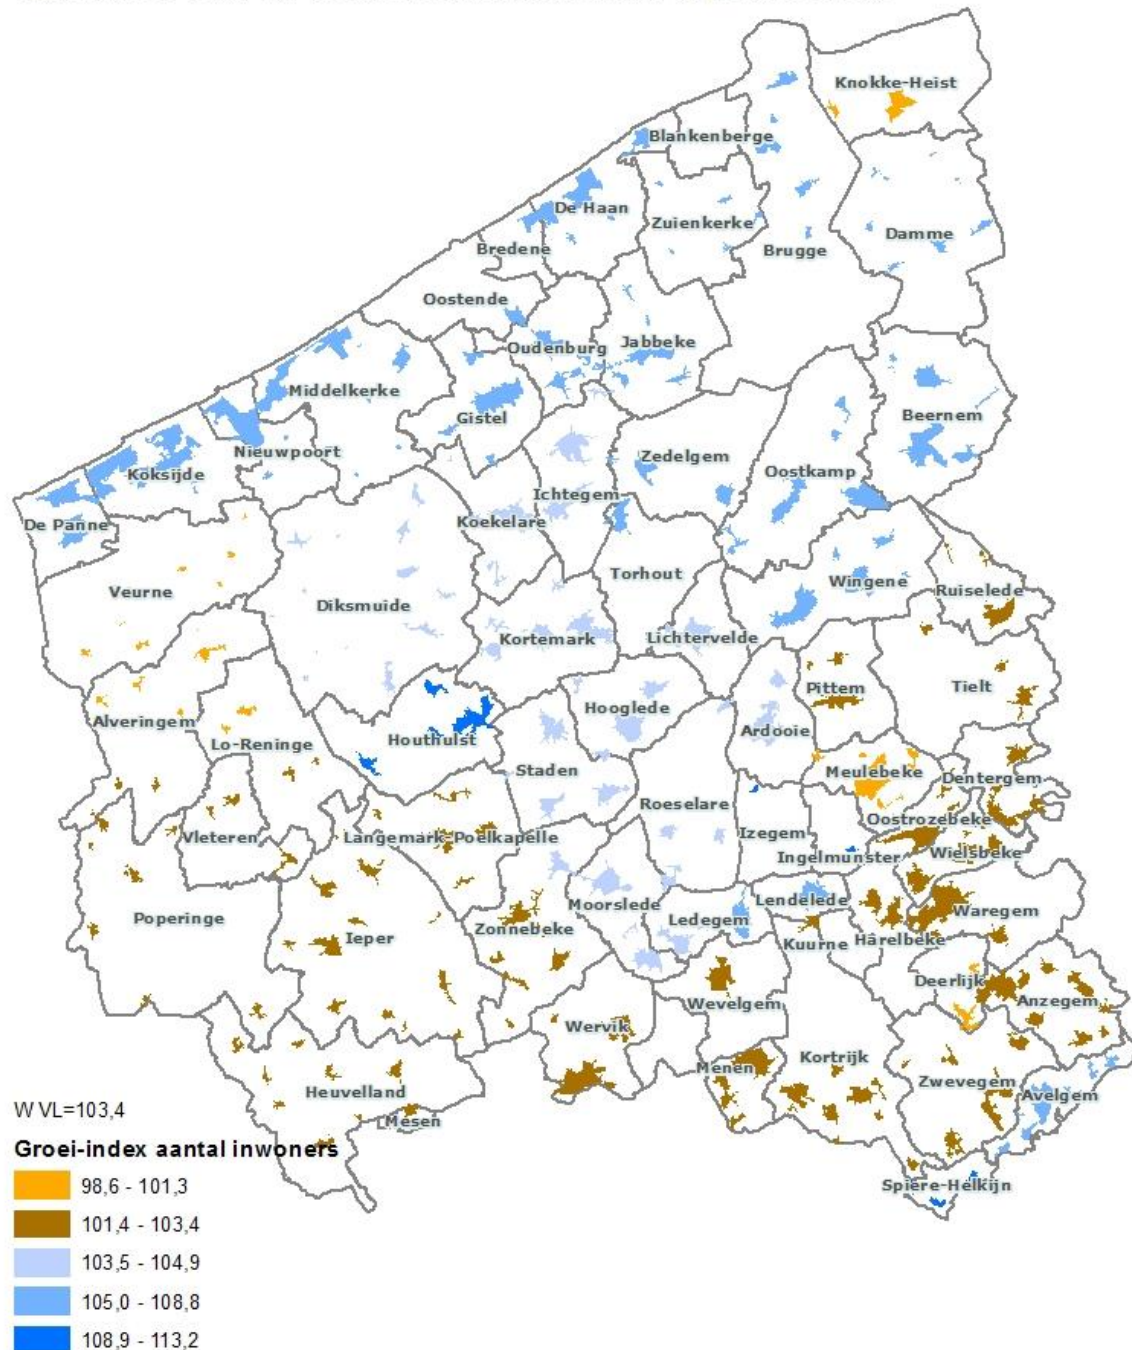 Knokke-Heist
Blankenberge
De Haan
Zuienkerke
Damme
Bredene
Brugge
Oostende
Oudenburg
Jabbeke
Middelkerke
Gistel
Beernem
Nieuwpoort
Koksijde
Zedelgem
Oostkamp
Ichtegem
De Panne
Koekelare
Torhout
Wingene
Veurne
Ruiselede
Diksmuide
Kortemark
Lichtervelde
Pittem
Tielt
Hooglede
Alveringem
Ardooie
Lo-Reninge
Houthulst
Staden
Meulebeke
Dentergem
Roeselare
Oostrozebeke
Vleteren
Langemark-Poelkapelle
Izegem
Ingelmunster
Wielsbeke
Lendelede
Moorslede
Waregem
Poperinge
Ledegem
Zonnebeke
Ieper
Kuurne
Harelbeke
Deerlijk
Wevelgem
Anzegem
Wervik
Kortrijk
Menen
Zwevegem
Heuvelland
Avelgem
Mesen
Spiere-Helkijn
W VL=103,4
Groei-index aantal inwoners
98,6 - 101,3
101,4 - 103,4
103,5 - 104,9
105,0 - 108,8
108,9 - 113,2